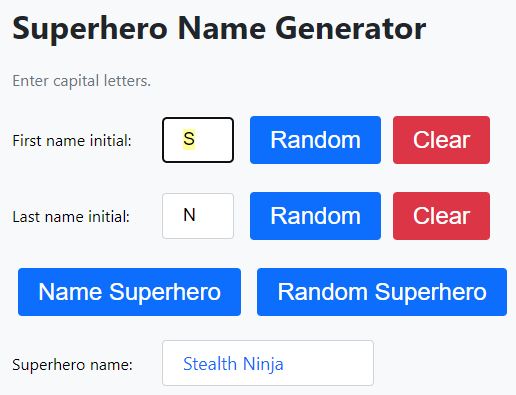 Superhero Name Generator
Enter capital letters.
First name initial: S Random Clear
Last name initial: N Random Clear
Name Superhero Random Superhero
Superhero name: Stealth Ninja